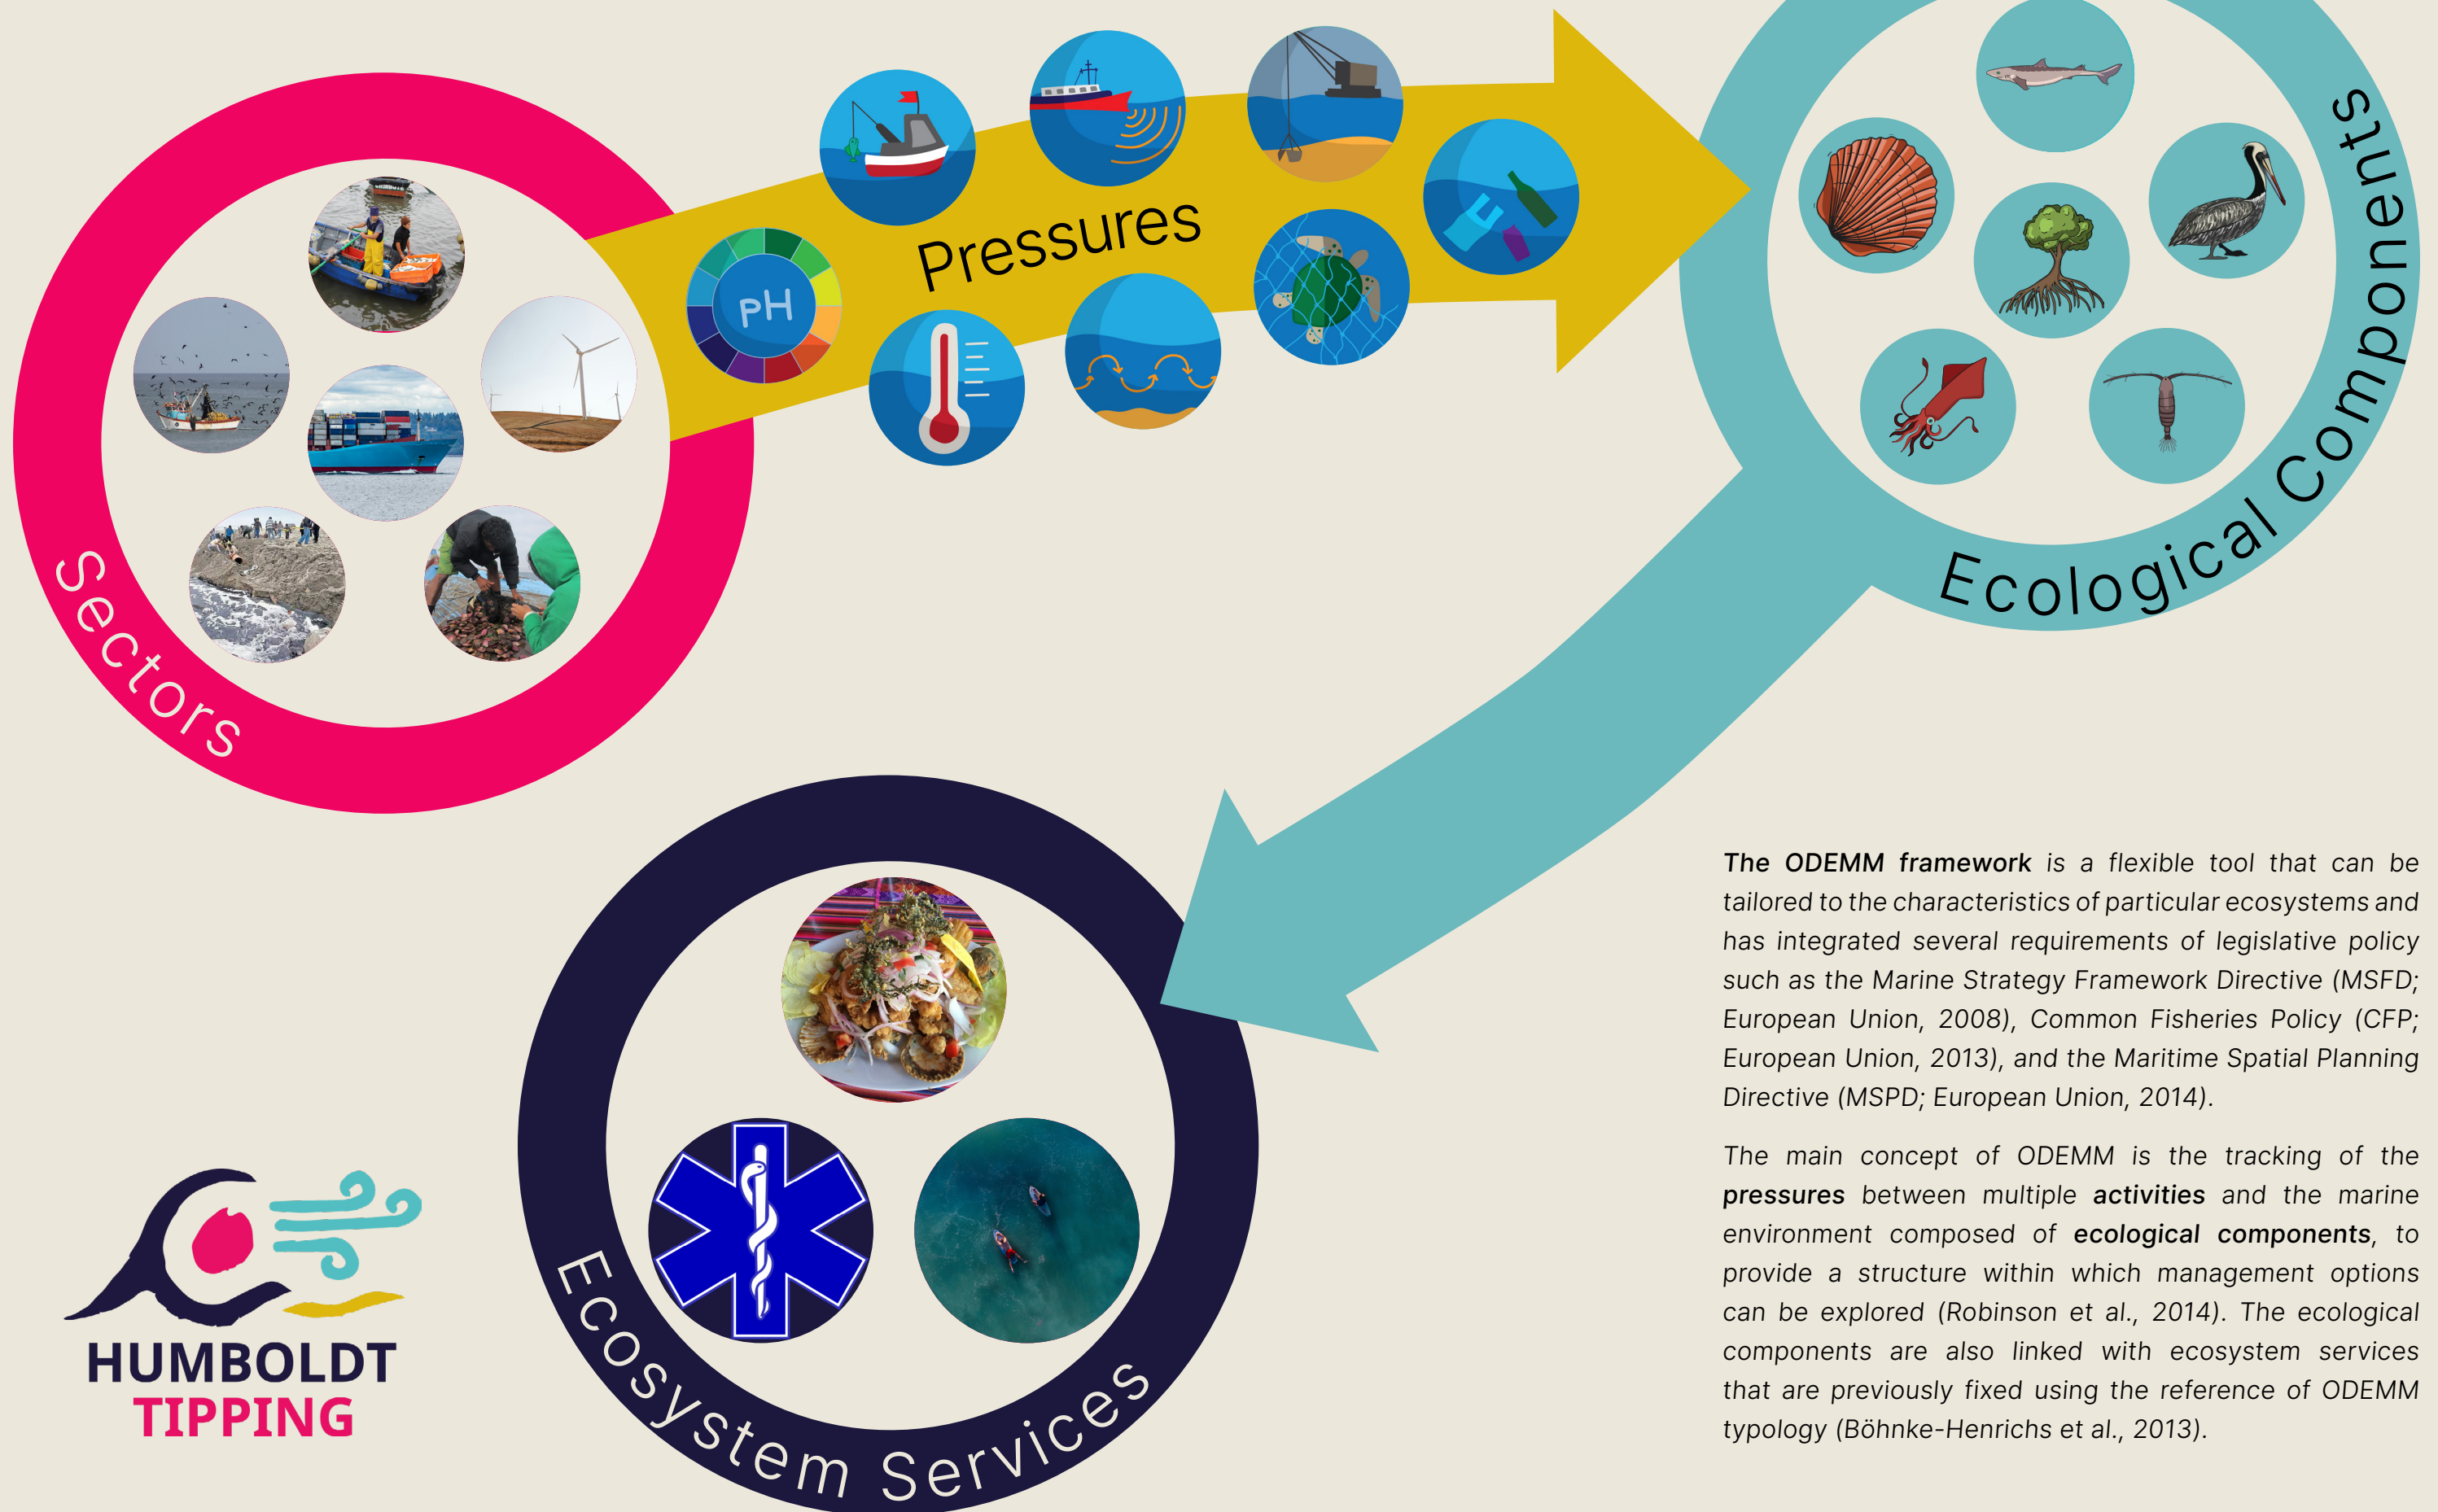 Sectors
pH
Pressures
Ecological Components
Ecosystem Services
HUMBOLDT
TIPPING
The ODEMM framework is a flexible tool that can be
tailored to the characteristics of particular ecosystems and
has integrated several requirements of legislative policy
such as the Marine Strategy Framework Directive (MSFD;
European Union, 2008), Common Fisheries Policy (CFP;
European Union, 2013), and the Maritime Spatial Planning
Directive (MSPD; European Union, 2014).
The main concept of ODEMM is the tracking of the
pressures between multiple activities and the marine
environment composed of ecological components, to
provide a structure within which management options
can be explored (Robinson et al., 2014). The ecological
components are also linked with ecosystem services
that are previously fixed using the reference of ODEMM
typology (Böhnke-Henrichs et al., 2013).